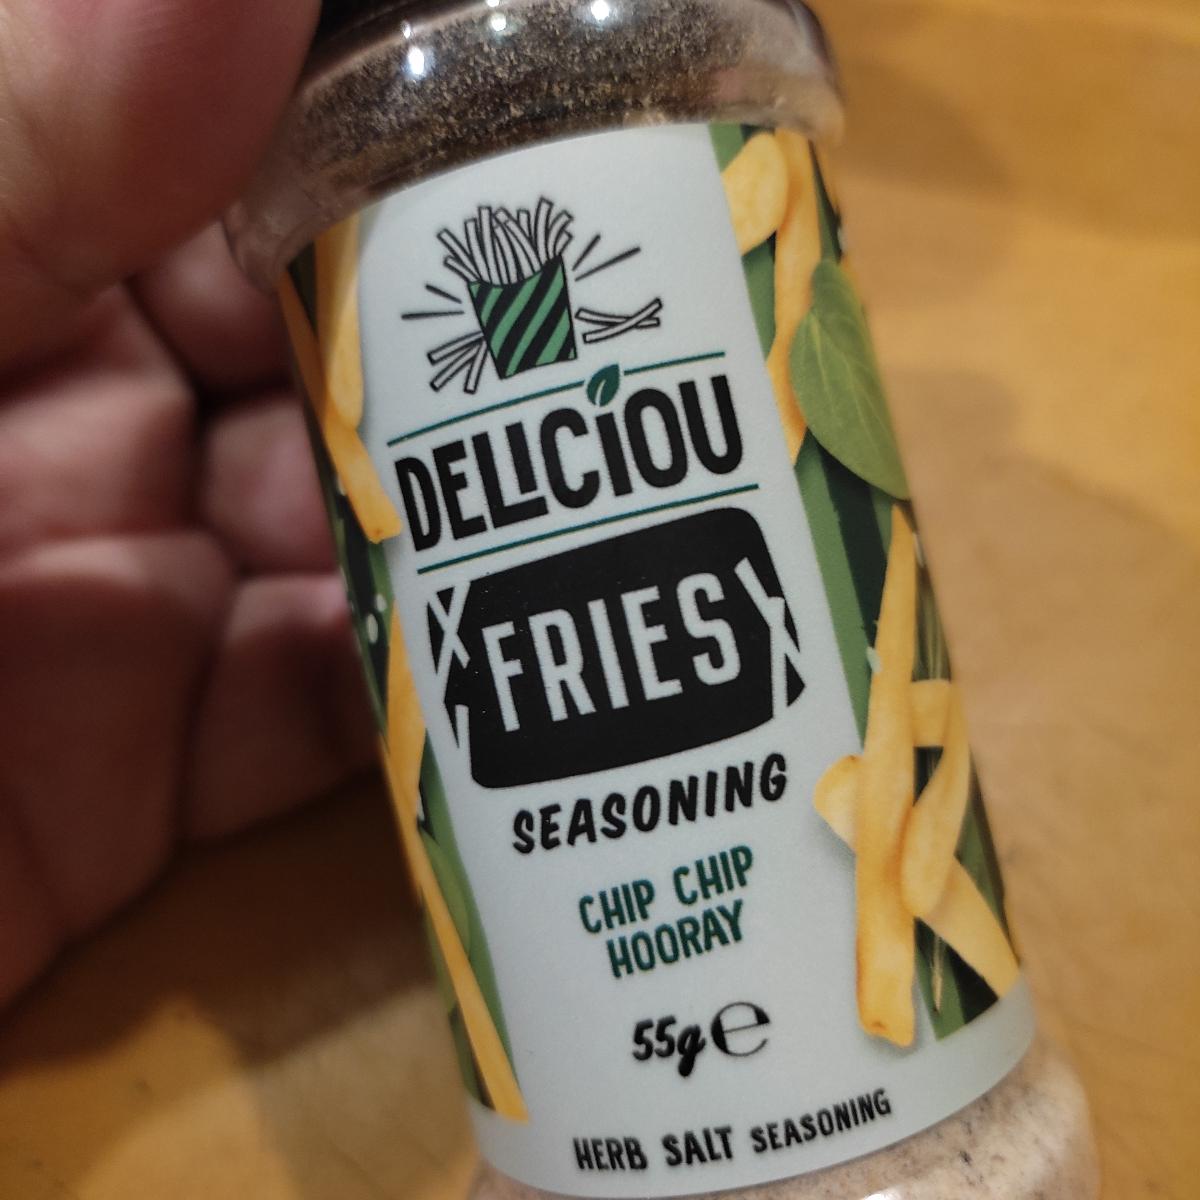 DELiCiOU
FRIES
SEASONING
CHIP CHIP
HOORAY
55g e
HERB SALT SEASONING